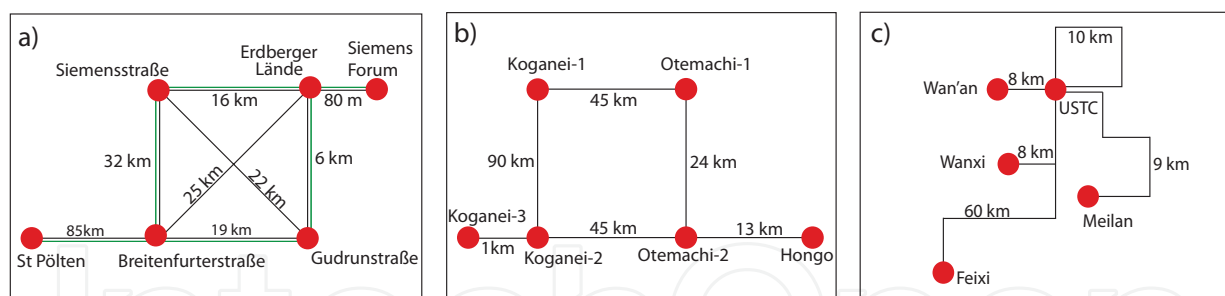 a)
Siemensstraße
Erdberger
Lände
Siemens
Forum
16 km
80 m
32 km
25 km
22 km
6 km
85km
19 km
St Pölten
Breitenfurterstraße
Gudrunstraße
b)
Koganei-1
Otemachi-1
45 km
90 km
24 km
Koganei-3
1km
45 km
13 km
Koganei-2
Otemachi-2
Hongo
c)
10 km
Wan'an
8 km
USTC
Wanxi
8 km
9 km
60 km
Meilan
Feixi